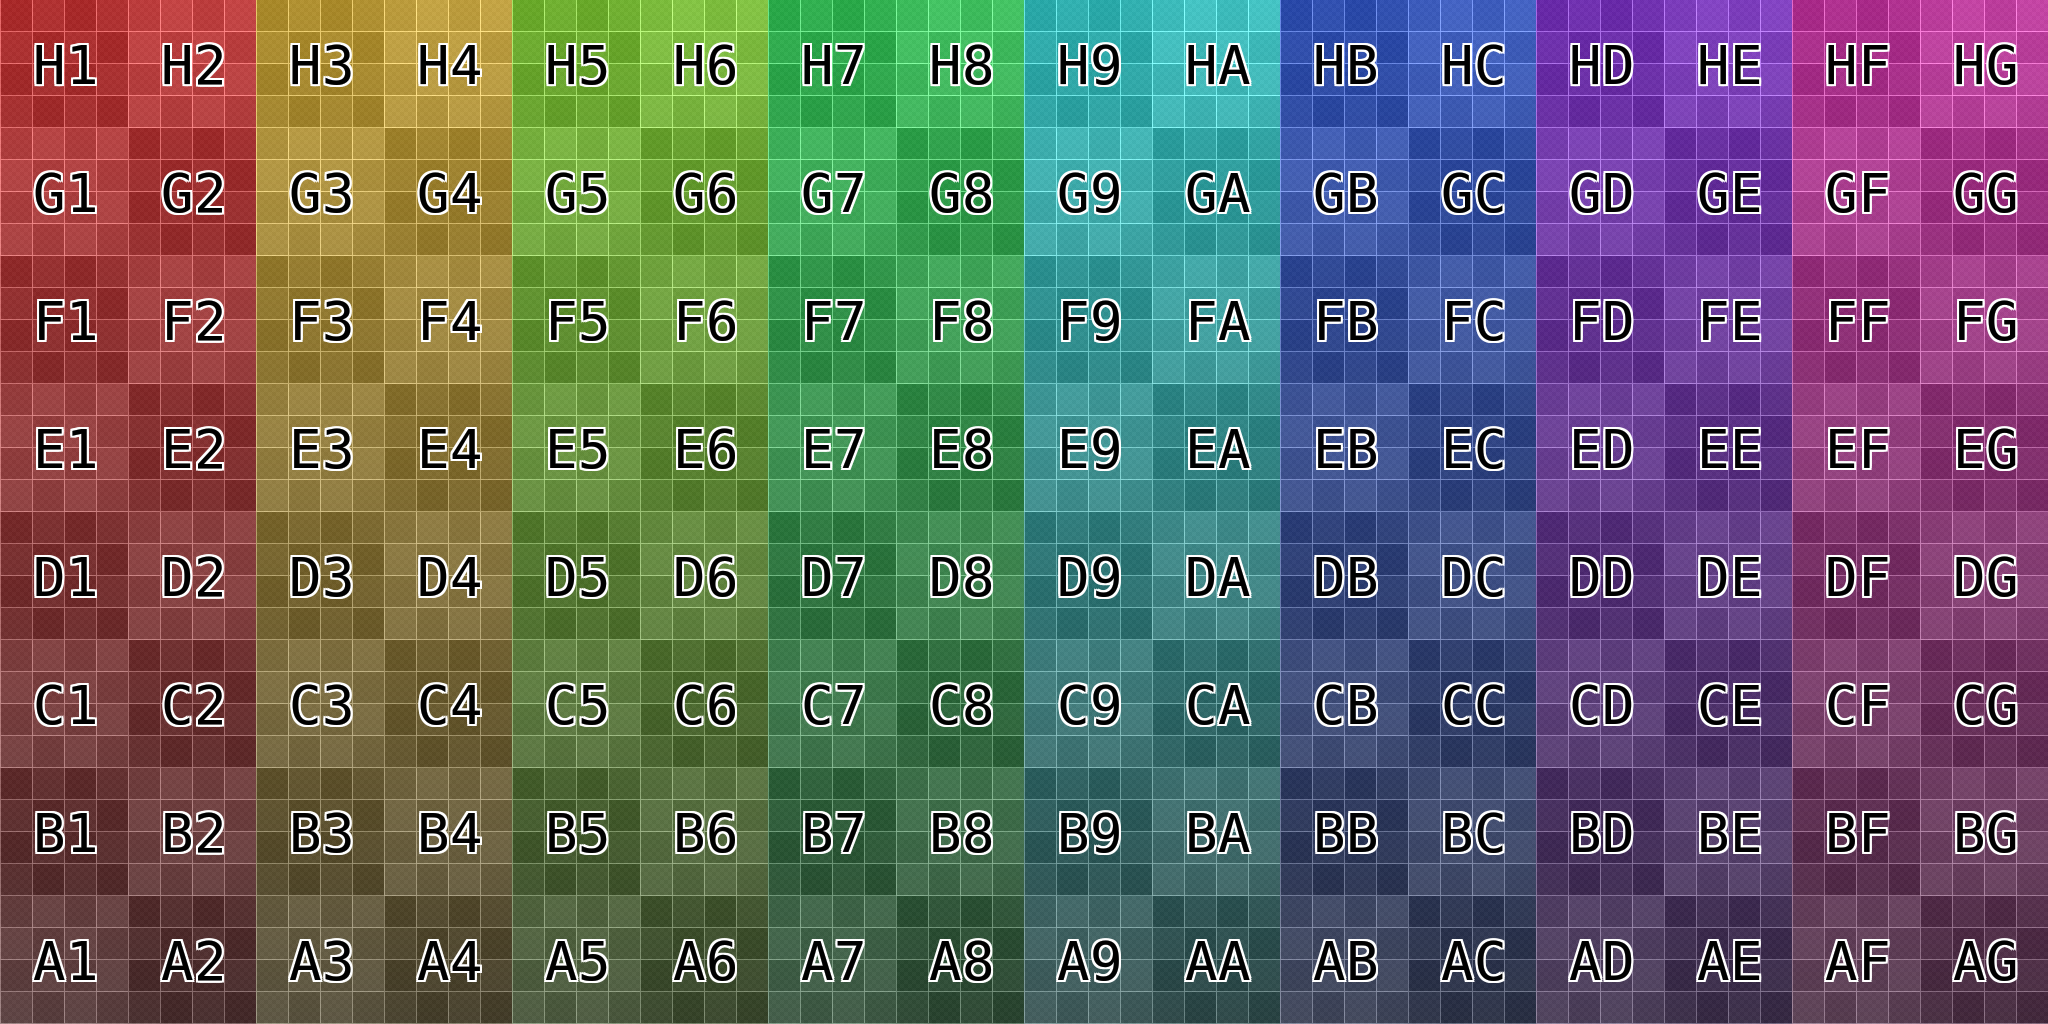 H1 H2 H3 H4 H5 H6 H7 H8 H9 HA HB HC HD HE HF HG
G1 G2 G3 G4 G5 G6 G7 G8 G9 GA GB GC GD GE GF GG
F1 F2 F3 F4 F5 F6 F7 F8 F9 FA FB FC FD FE FF FG
E1 E2 E3 E4 E5 E6 E7 E8 E9 EA EB EC ED EE EF EG
D1 D2 D3 D4 D5 D6 D7 D8 D9 DA DB DC DD DE DF DG
C1 C2 C3 C4 C5 C6 C7 C8 C9 CA CB CC CD CE CF CG
B1 B2 B3 B4 B5 B6 B7 B8 B9 BA BB BC BD BE BF BG
A1 A2 A3 A4 A5 A6 A7 A8 A9 AA AB AC AD AE AF AG